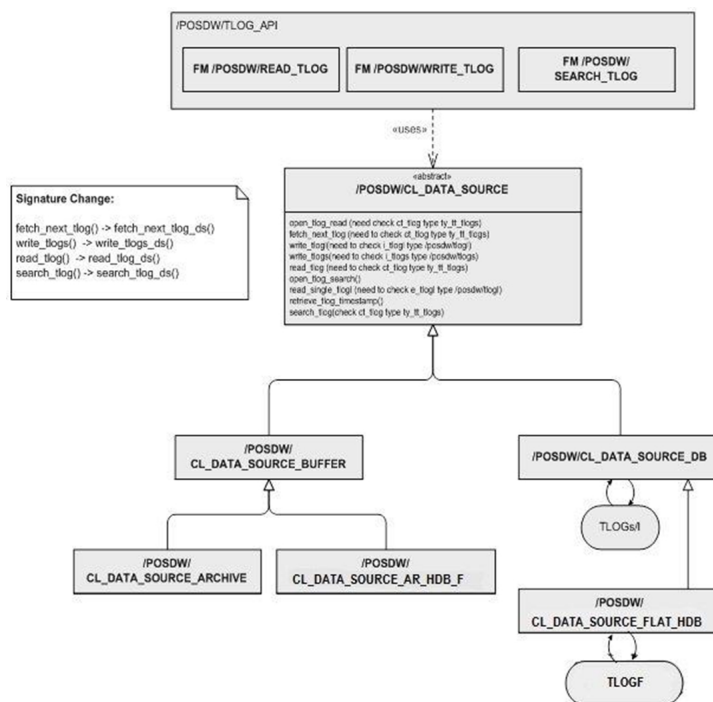 /POSDW/TLOG_API
FM /POSDW/READ_TLOG
FM /POSDW/WRITE_TLOG
FM /POSDW/
SEARCH_TLOG
«uses»
«abstract»
/POSDW/CL_DATA_SOURCE
Signature Change:
fetch_next_tlog() -> fetch_next_tlog_ds()
write_tlogs() -> write_tlogs_ds()
read_tlog() -> read_tlog_ds()
search_tlog() -> search_tlog_ds()
open_tlog_read (need check ct_tlog type ty_tt_tlogs)
fetch_next_tlog (need to check ct_tlog type ty_tt_tlogs)
write_tlogl(need to check i_tlogl type /posdw/tlogl)
write_tlogs(need to check i_tlogs type /posdw/tlogs)
read_tlog (need to check ct_tlog type ty_tt_tlogs)
open_tlog_search()
read_single_tlogl (need to check e_tlogl type /posdw/tlogl)
retrieve_tlog_timestamp()
search_tlog(check ct_tlog type ty_tt_tlogs)
/POSDW/
CL_DATA_SOURCE_BUFFER
/POSDW/CL_DATA_SOURCE_DB
TLOGs/l
/POSDW/
CL_DATA_SOURCE_ARCHIVE
/POSDW/
CL_DATA_SOURCE_AR_HDB_F
/POSDW/
CL_DATA_SOURCE_FLAT_HDB
TLOGF